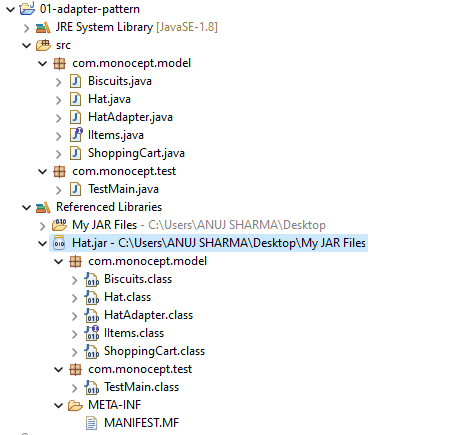 01-adapter-pattern
JRE System Library [JavaSE-1.8]
src
com.monocept.model
Biscuits.java
Hat.java
HatAdapter.java
IItems.java
ShoppingCart.java
com.monocept.test
TestMain.java
Referenced Libraries
My JAR Files - C:\Users\ANUJ SHARMA\Desktop
Hat.jar - C:\Users\ANUJ SHARMA\Desktop\My JAR Files
com.monocept.model
Biscuits.class
Hat.class
HatAdapter.class
IItems.class
ShoppingCart.class
com.monocept.test
TestMain.class
META-INF
MANIFEST.MF